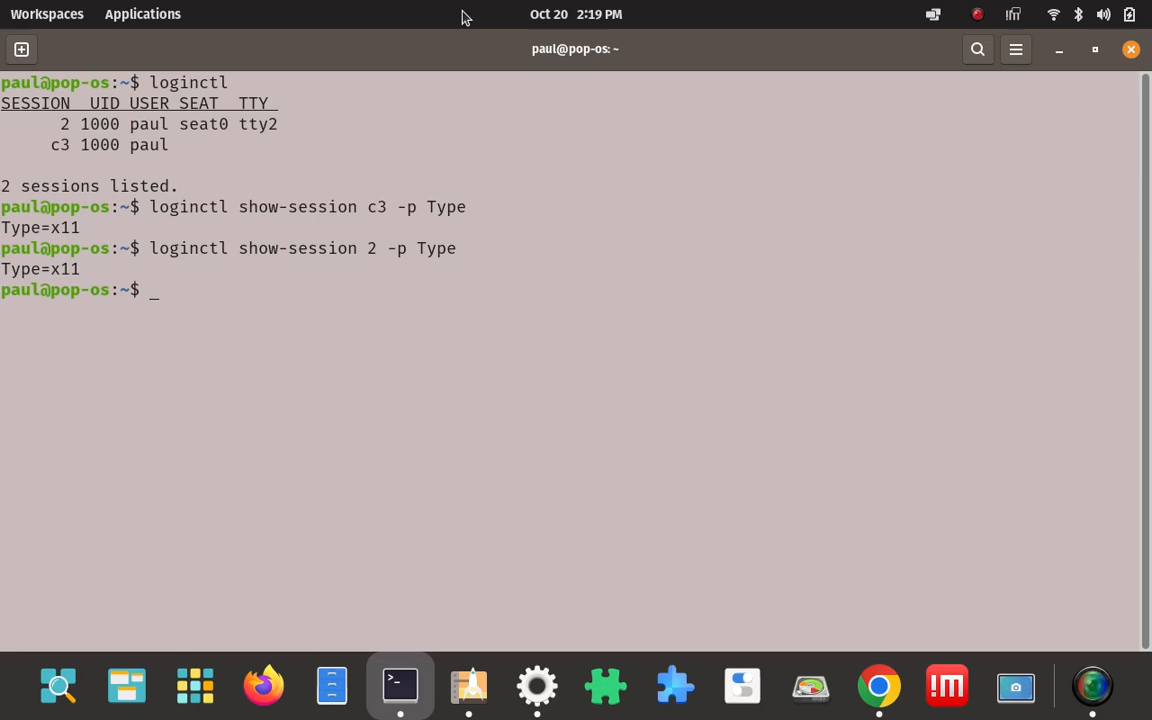 Workspaces Applications Oct 20 2:19 PM
paul@pop-os: ~
paul@pop-os:~$ loginctl
SESSION  UID USER SEAT  TTY
      2 1000 paul seat0 tty2
     c3 1000 paul
2 sessions listed.
paul@pop-os:~$ loginctl show-session c3 -p Type
Type=x11
paul@pop-os:~$ loginctl show-session 2 -p Type
Type=x11
paul@pop-os:~$ _
>_ !M